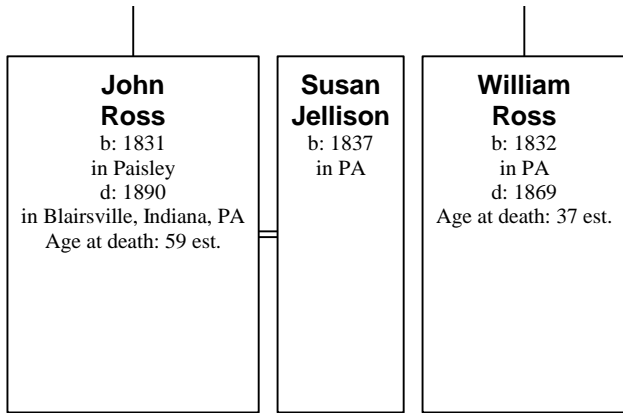 John
Ross
b: 1831
in Paisley
d: 1890
in Blairsville, Indiana, PA
Age at death: 59 est.
Susan
Jellison
b: 1837
in PA
William
Ross
b: 1832
in PA
d: 1869
Age at death: 37 est.